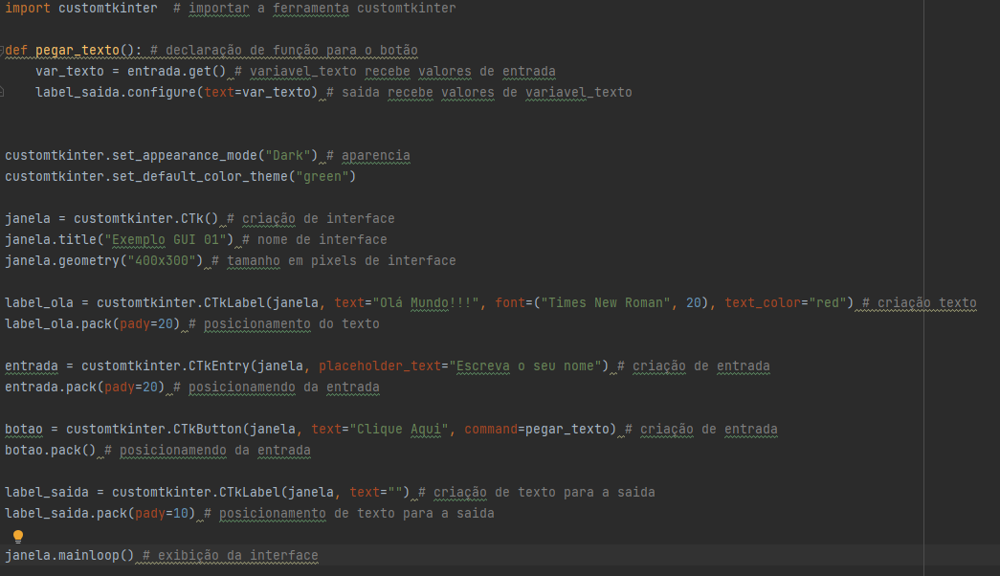 import customtkinter  # importar a ferramenta customtkinter
def pegar_texto(): # declaração de função para o botão
    var_texto = entrada.get() # variavel_texto recebe valores de entrada
    label_saida.configure(text=var_texto) # saida recebe valores de variavel_texto
customtkinter.set_appearance_mode("Dark") # aparencia
customtkinter.set_default_color_theme("green")
janela = customtkinter.CTk() # criação de interface
janela.title("Exemplo GUI 01") # nome de interface
janela.geometry("400x300") # tamanho em pixels de interface
label_ola = customtkinter.CTkLabel(janela, text="Olá Mundo!!!", font=("Times New Roman", 20), text_color="red") # criação texto
label_ola.pack(pady=20) # posicionamento do texto
entrada = customtkinter.CTkEntry(janela, placeholder_text="Escreva o seu nome") # criação de entrada
entrada.pack(pady=20) # posicionamendo da entrada
botao = customtkinter.CTkButton(janela, text="Clique Aqui", command=pegar_texto) # criação de entrada
botao.pack() # posicionamendo da entrada
label_saida = customtkinter.CTkLabel(janela, text="") # criação de texto para a saida
label_saida.pack(pady=10) # posicionamento de texto para a saida
janela.mainloop() # exibição da interface